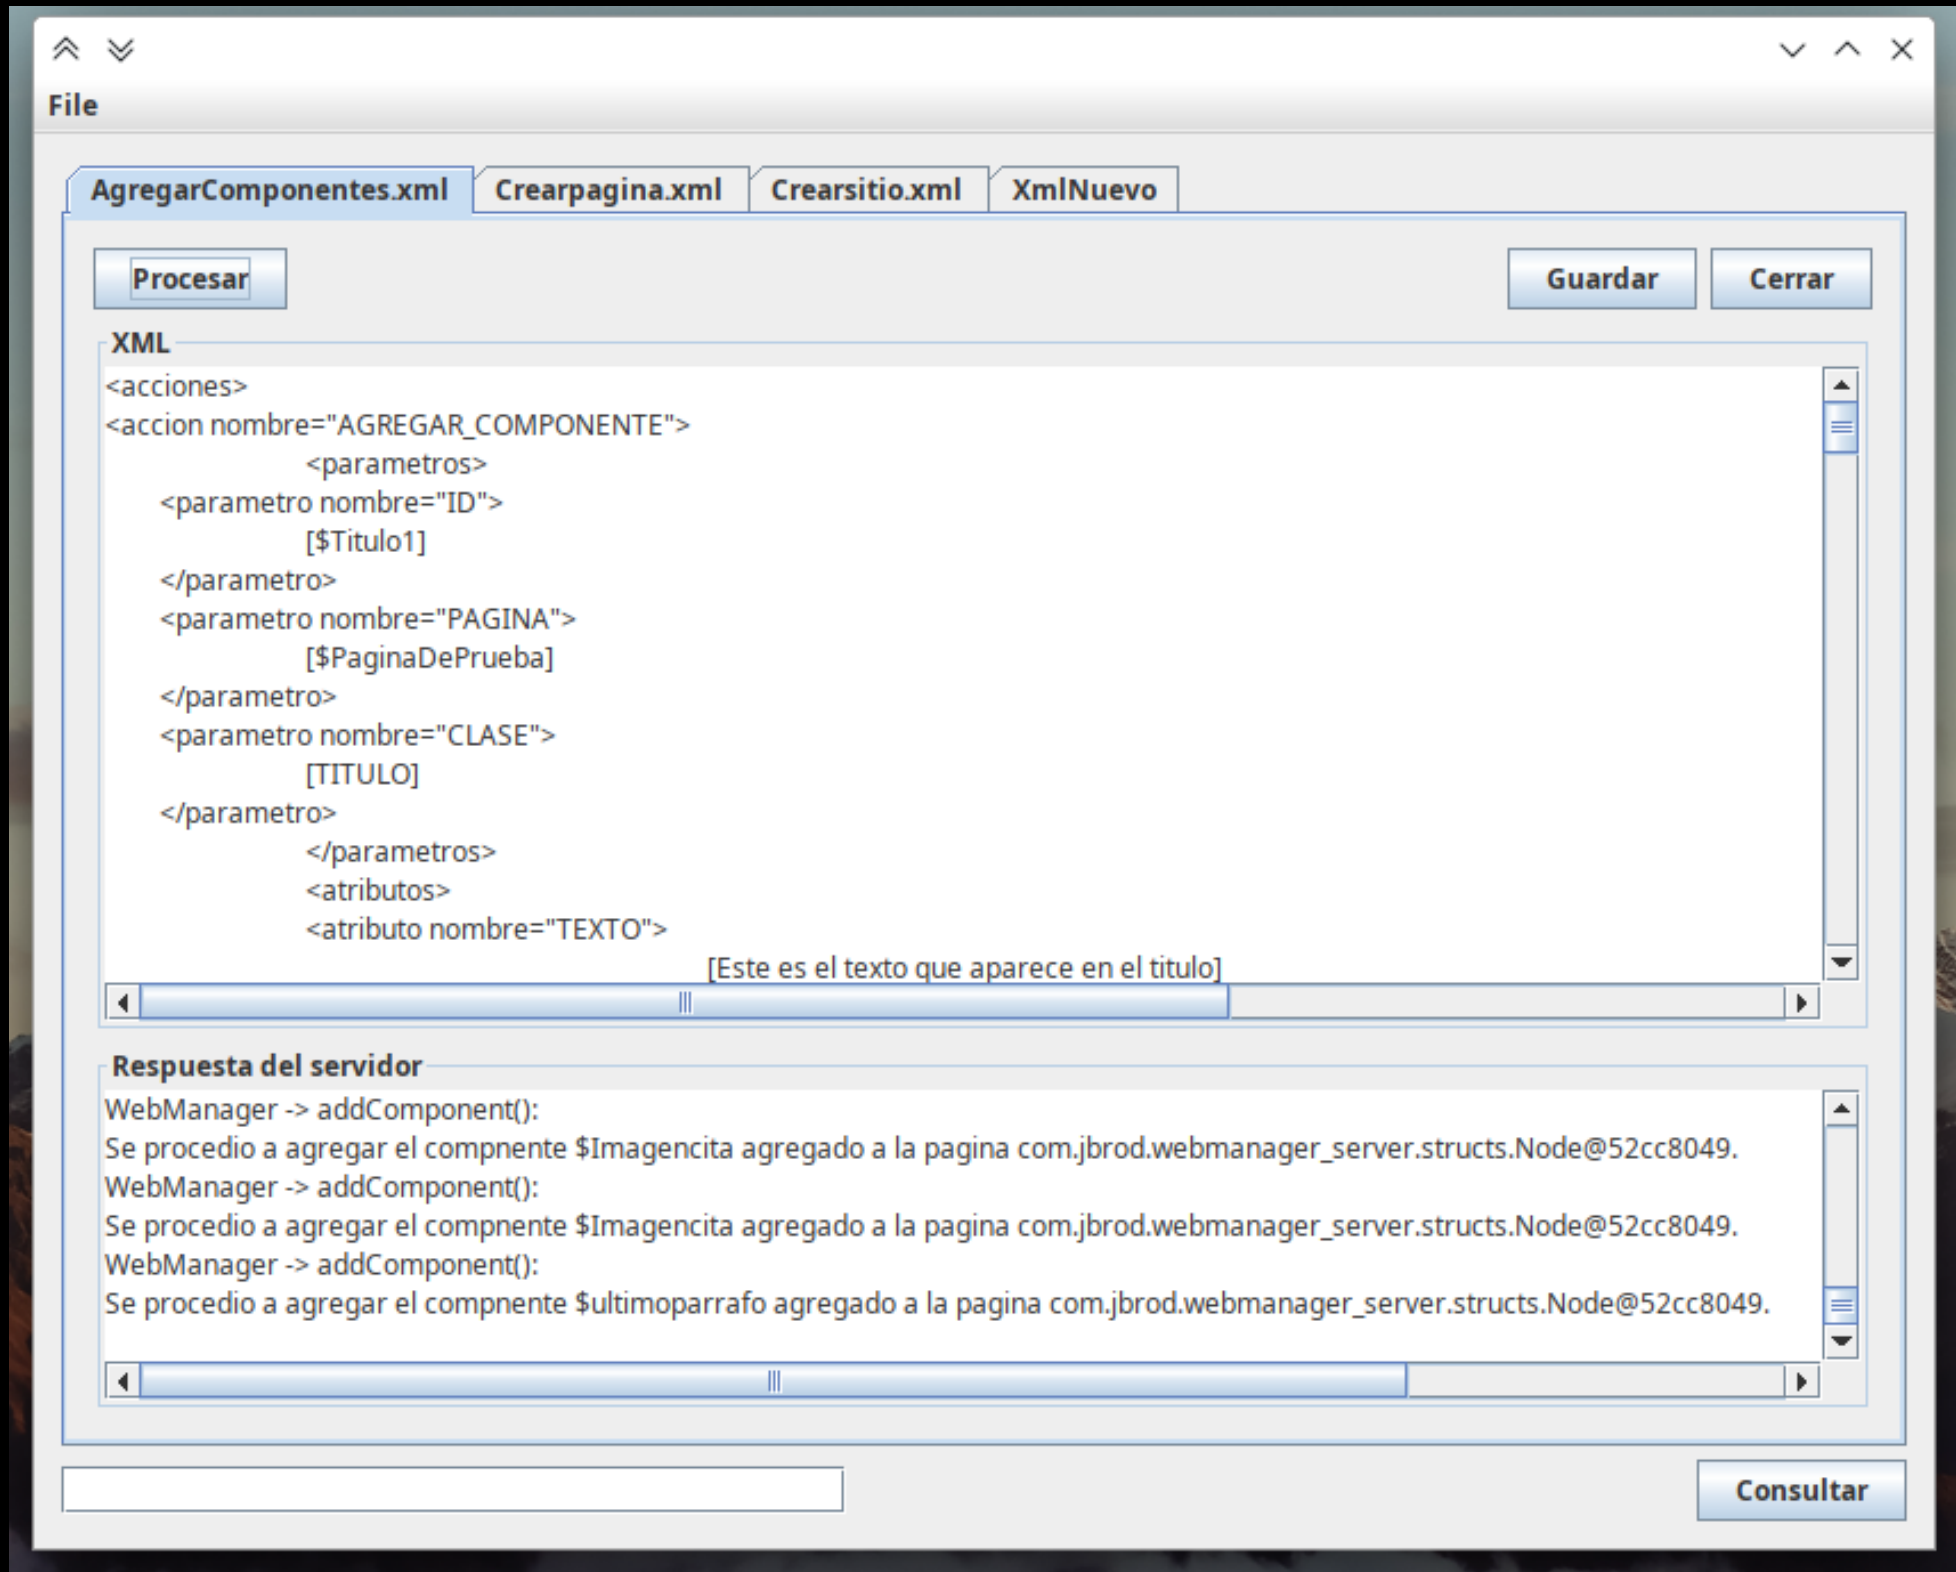 File
AgregarComponentes.xml Crearpagina.xml Crearsitio.xml XmlNuevo
Procesar Guardar Cerrar
XML
<acciones>
<accion nombre="AGREGAR_COMPONENTE">
<parametros>
<parametro nombre="ID">
[$Titulo1]
</parametro>
<parametro nombre="PAGINA">
[$PaginaDePrueba]
</parametro>
<parametro nombre="CLASE">
[TITULO]
</parametro>
</parametros>
<atributos>
<atributo nombre="TEXTO">
[Este es el texto que aparece en el titulo]
Respuesta del servidor
WebManager -> addComponent():
Se procedio a agregar el compnente $Imagencita agregado a la pagina com.jbrod.webmanager_server.structs.Node@52cc8049.
WebManager -> addComponent():
Se procedio a agregar el compnente $Imagencita agregado a la pagina com.jbrod.webmanager_server.structs.Node@52cc8049.
WebManager -> addComponent():
Se procedio a agregar el compnente $ultimoparrafo agregado a la pagina com.jbrod.webmanager_server.structs.Node@52cc8049.
Consultar